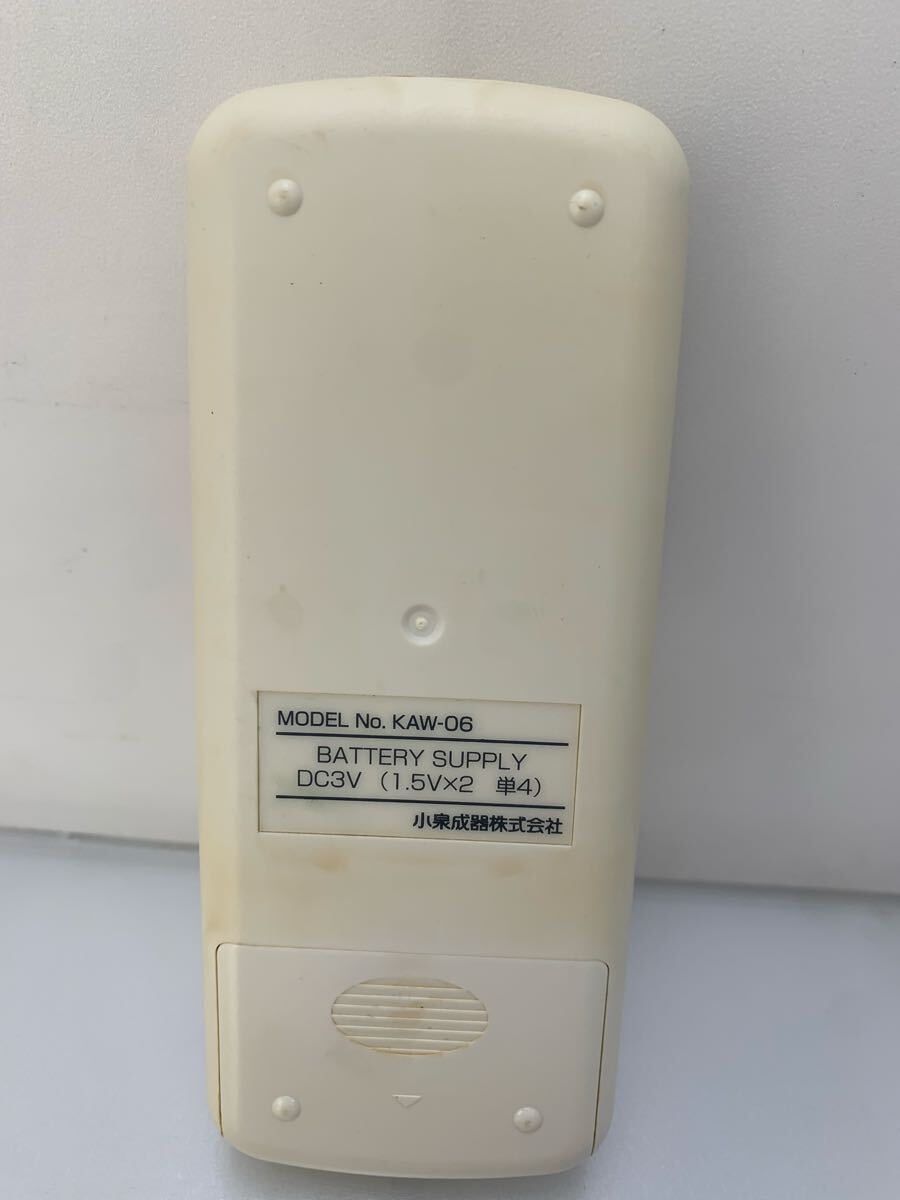 MODEL No. KAW-06
BATTERY SUPPLY
DC3V (1.5V×2 単4)
小泉成器株式会社